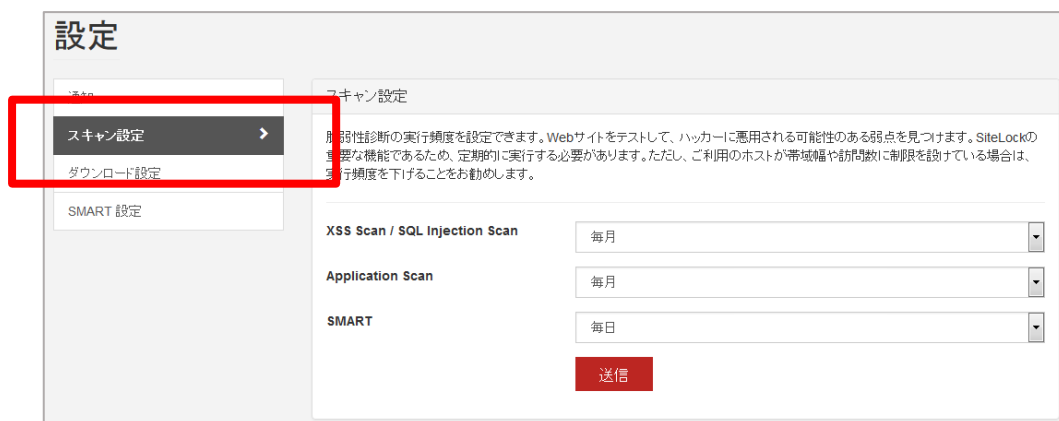 設定
通知
スキャン設定
ダウンロード設定
SMART 設定
スキャン設定
脆弱性診断の実行頻度を設定できます。Webサイトをテストして、ハッカーに悪用される可能性のある弱点を見つけます。SiteLockの
重要な機能であるため、定期的に実行する必要があります。ただし、ご利用のホストが帯域幅や訪問数に制限を設けている場合は、
実行頻度を下げることをお勧めします。
XSS Scan / SQL Injection Scan
毎月
Application Scan
毎月
SMART
毎日
送信